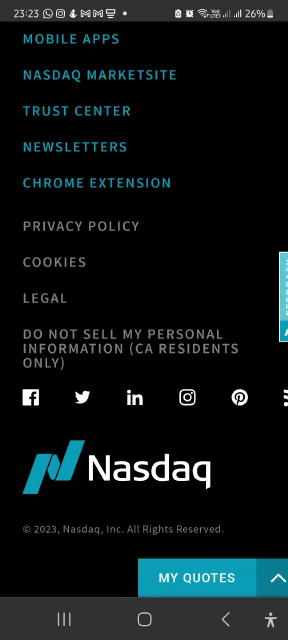 23:23
26%
MOBILE APPS
NASDAQ MARKETSITE
TRUST CENTER
NEWSLETTERS
CHROME EXTENSION
PRIVACY POLICY
COOKIES
LEGAL
DO NOT SELL MY PERSONAL
INFORMATION (CA RESIDENTS
ONLY)
Nasdaq
© 2023, Nasdaq, Inc. All Rights Reserved.
MY QUOTES